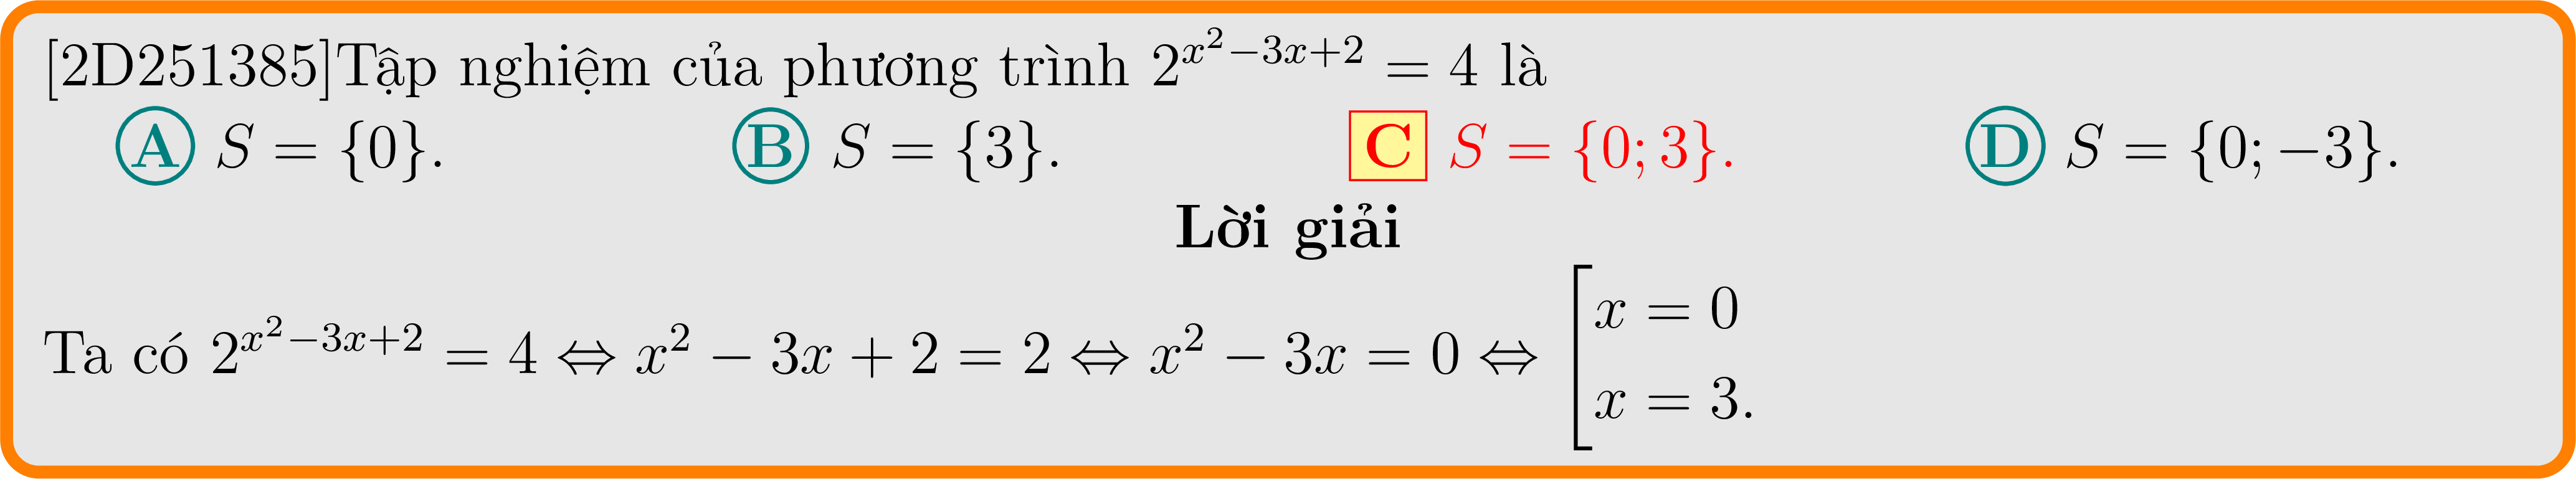 [2D251385]Tập nghiệm của phương trình $2^{x^2-3x+2} = 4$ là
A $S = \{0\}$. B $S = \{3\}$. C $S = \{0; 3\}$. D $S = \{0; -3\}$.
Lời giải
Ta có $2^{x^2-3x+2} = 4 \Leftrightarrow x^2 - 3x + 2 = 2 \Leftrightarrow x^2 - 3x = 0 \Leftrightarrow \left[\begin{array}{l} x = 0 \\ x = 3. \end{array}\right.$